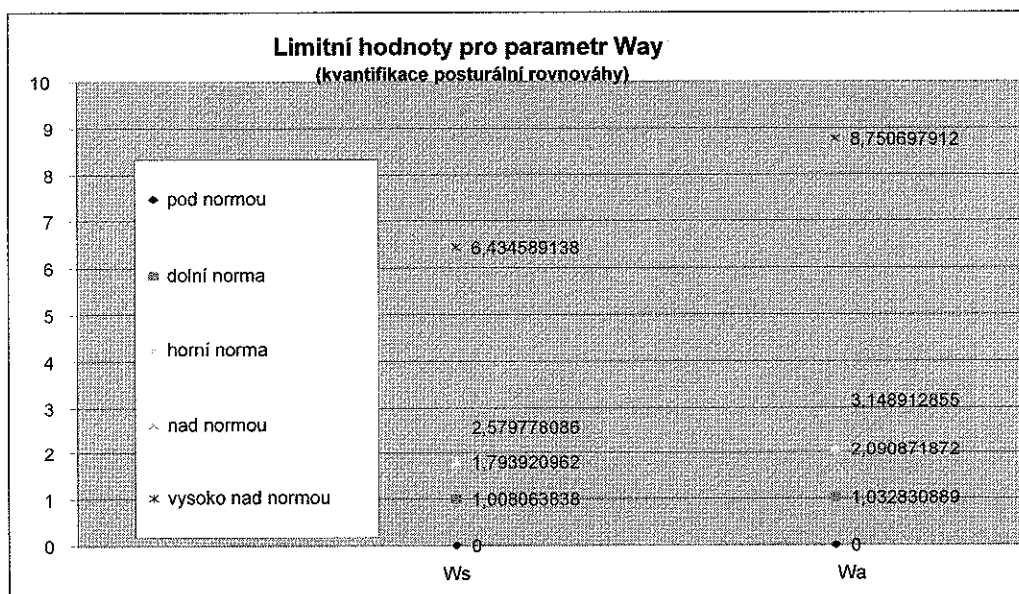 Limitní hodnoty pro parametr Way
(kvantifikace posturální rovnováhy)
10
9
8
7
6
5
4
3
2
1
0
pod normou
dolní norma
horní norma
nad normou
vysoko nad normou
6,434589138
2,579778086
1,793920962
1,008063838
0
8,750697912
3,148912855
2,090871872
1,032830889
0
Ws
Wa